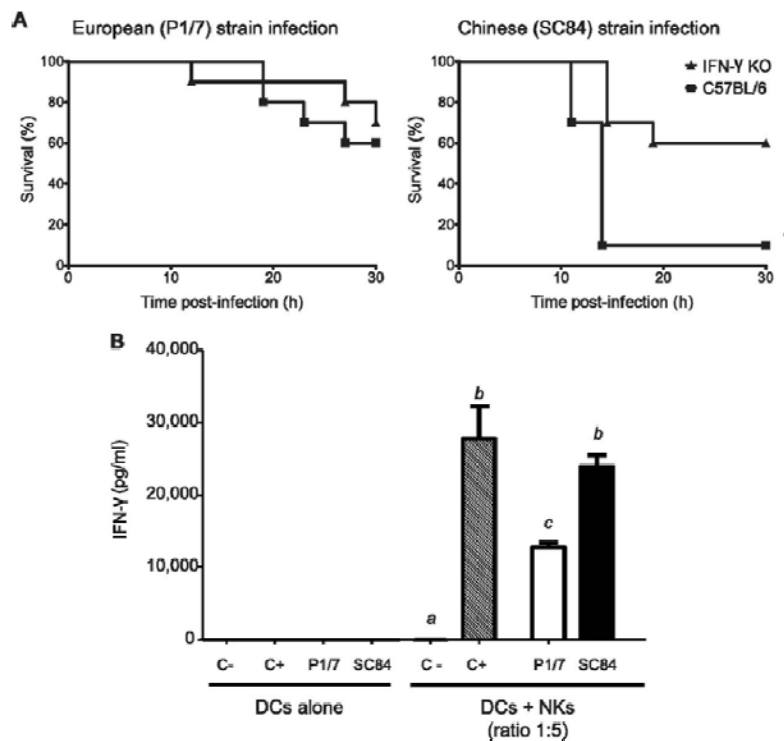 A
European (P1/7) strain infection
Chinese (SC84) strain infection
IFN-γ KO
C57BL/6
Survival (%)
100
80
60
40
20
0
0 10 20 30
Time post-infection (h)
Survival (%)
100
80
60
40
20
0
0 10 20 30
Time post-infection (h)
B
IFN-γ (pg/ml)
40,000
30,000
20,000
10,000
0
a b c b
C- C+ P1/7 SC84 C - C+ P1/7 SC84
DCs alone DCs + NKs
(ratio 1:5)